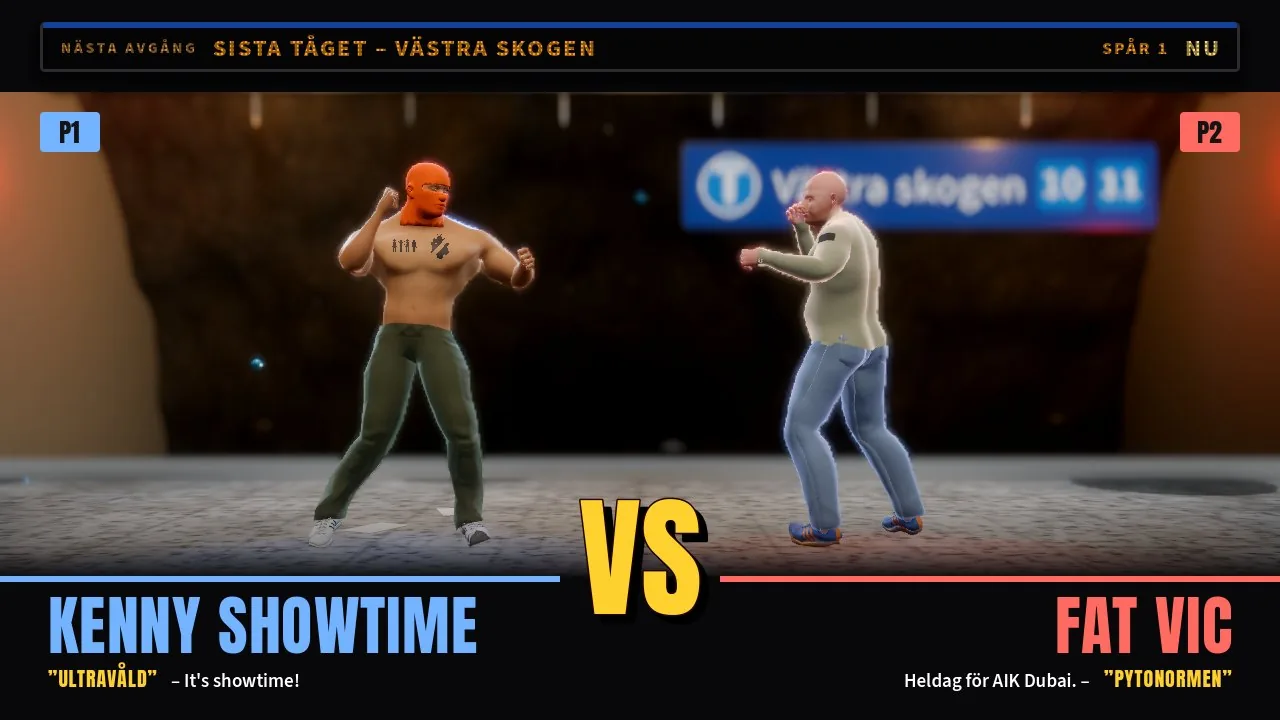 NÄSTA AVGÅNG SISTA TÅGET – VÄSTRA SKOGEN SPÅR 1 NU
P1 P2
T Västra skogen 10 11
VS
KENNY SHOWTIME FAT VIC
”ULTRAVÅLD” – It's showtime! Heldag för AIK Dubai. – ”PYTONORMEN”